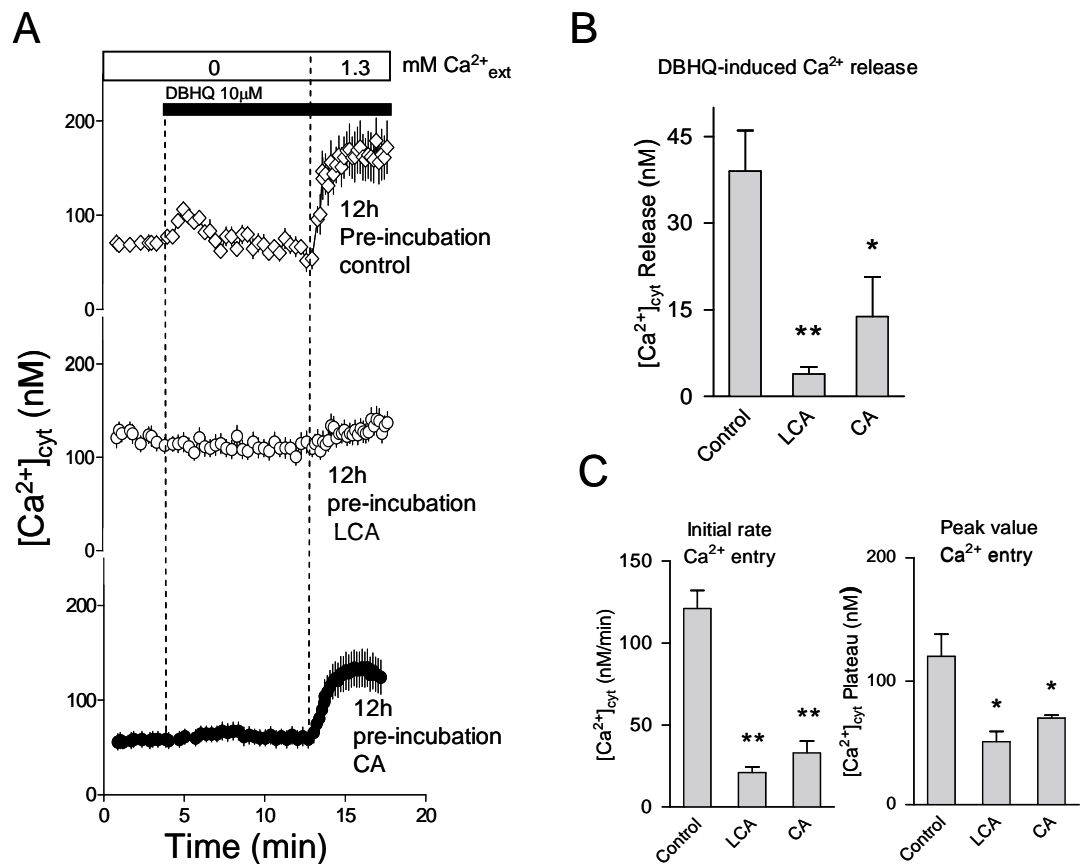 A
0
1.3
mM Ca²⁺ext
DBHQ 10μM
200
100
0
12h
Pre-incubation
control
200
100
0
12h
pre-incubation
LCA
200
100
0
12h
pre-incubation
CA
[Ca²⁺]cyt (nM)
0
5
10
15
20
Time (min)
B
DBHQ-induced Ca²⁺ release
45
30
15
0
[Ca²⁺]cyt Release (nM)
**
*
Control
LCA
CA
C
Initial rate
Ca²⁺ entry
150
100
50
0
[Ca²⁺]cyt (nM/min)
**
**
Control
LCA
CA
Peak value
Ca²⁺ entry
200
100
0
[Ca²⁺]cyt Plateau (nM)
*
*
Control
LCA
CA